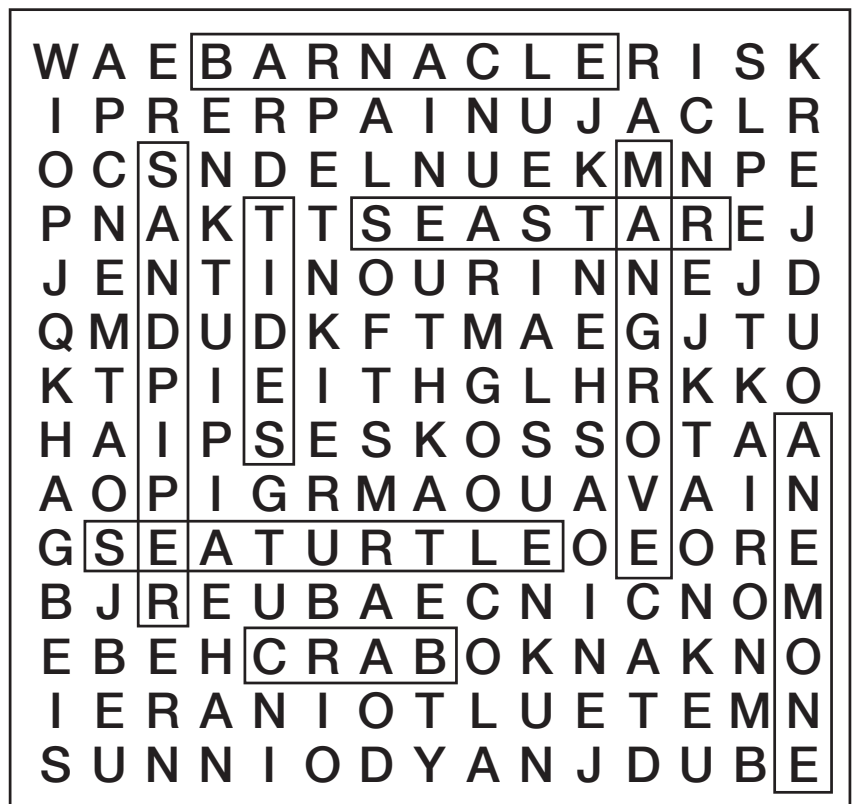 W A E B A R N A C L E R I S K
I P R E R P A I N U J A C L R
O C S N D E L N U E K M N P E
P N A K T T S E A S T A R E J
J E N T I N O U R I N N E J D
Q M D U D K F T M A E G J T U
K T P I E I T H G L H R K K O
H A I P S E S K O S S O T A A
A O P I G R M A O U A V A I N
G S E A T U R T L E O E O R E
B J R E U B A E C N I C N O M
E B E H C R A B O K N A K N O
I E R A N I O T L U E T E M N
S U N N I O D Y A N J D U B E